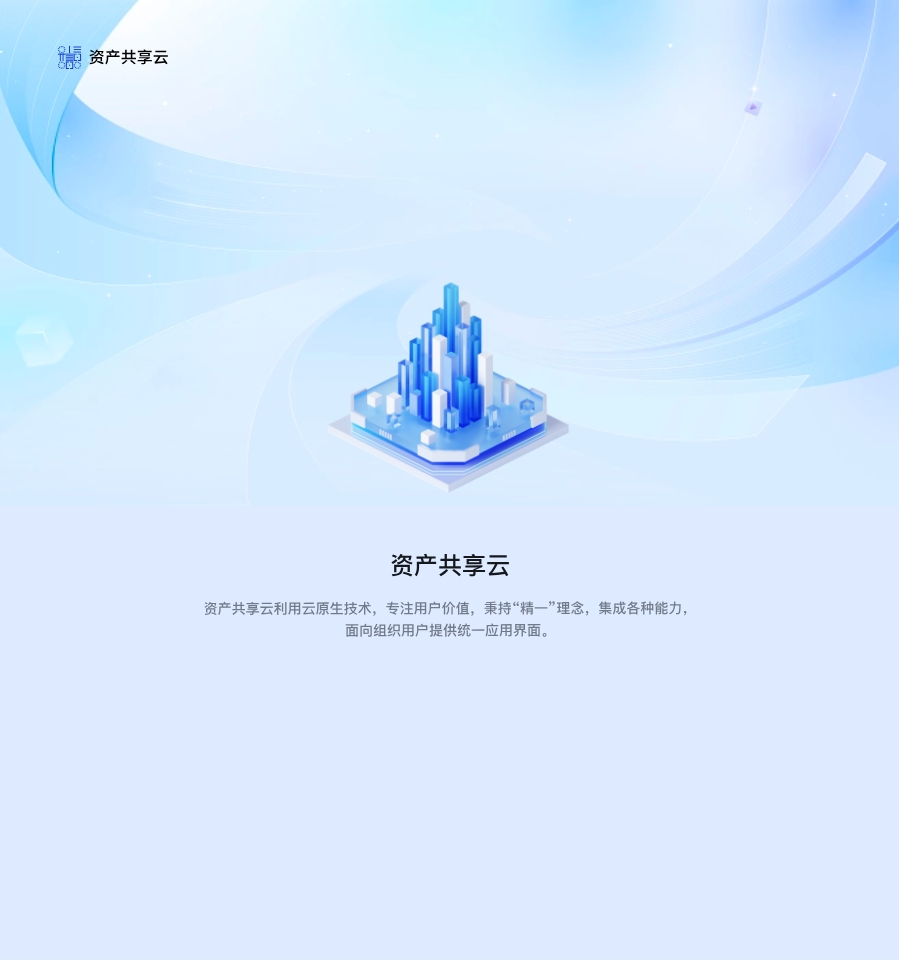 资产共享云
资产共享云
资产共享云利用云原生技术，专注用户价值，秉持“精一”理念，集成各种能力，
面向组织用户提供统一应用界面。